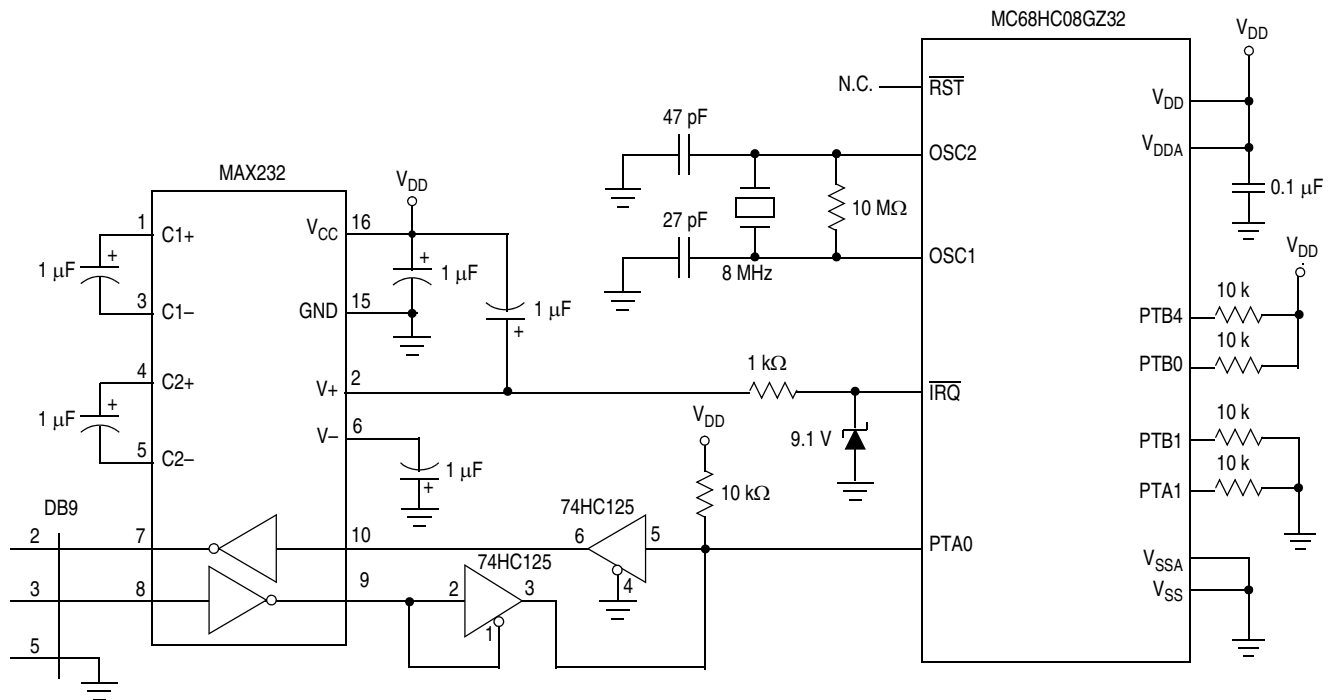 MC68HC08GZ32
V_DD
N.C.
RST
V_DD
47 pF
OSC2
V_DDA
MAX232
V_DD
10 MΩ
0.1 μF
1
C1+
V_CC
16
27 pF
V_DD
1 μF
+
+
1 μF
8 MHz
OSC1
3
C1–
GND
15
1 μF
+
10 k
PTB4
10 k
PTB0
4
C2+
V+
2
1 kΩ
IRQ
1 μF
+
V–
6
V_DD
9.1 V
10 k
PTB1
5
C2–
1 μF
+
10 kΩ
10 k
PTA1
DB9
74HC125
2
7
10
6
5
PTA0
74HC125
4
V_SSA
3
8
9
2
3
V_SS
1
5